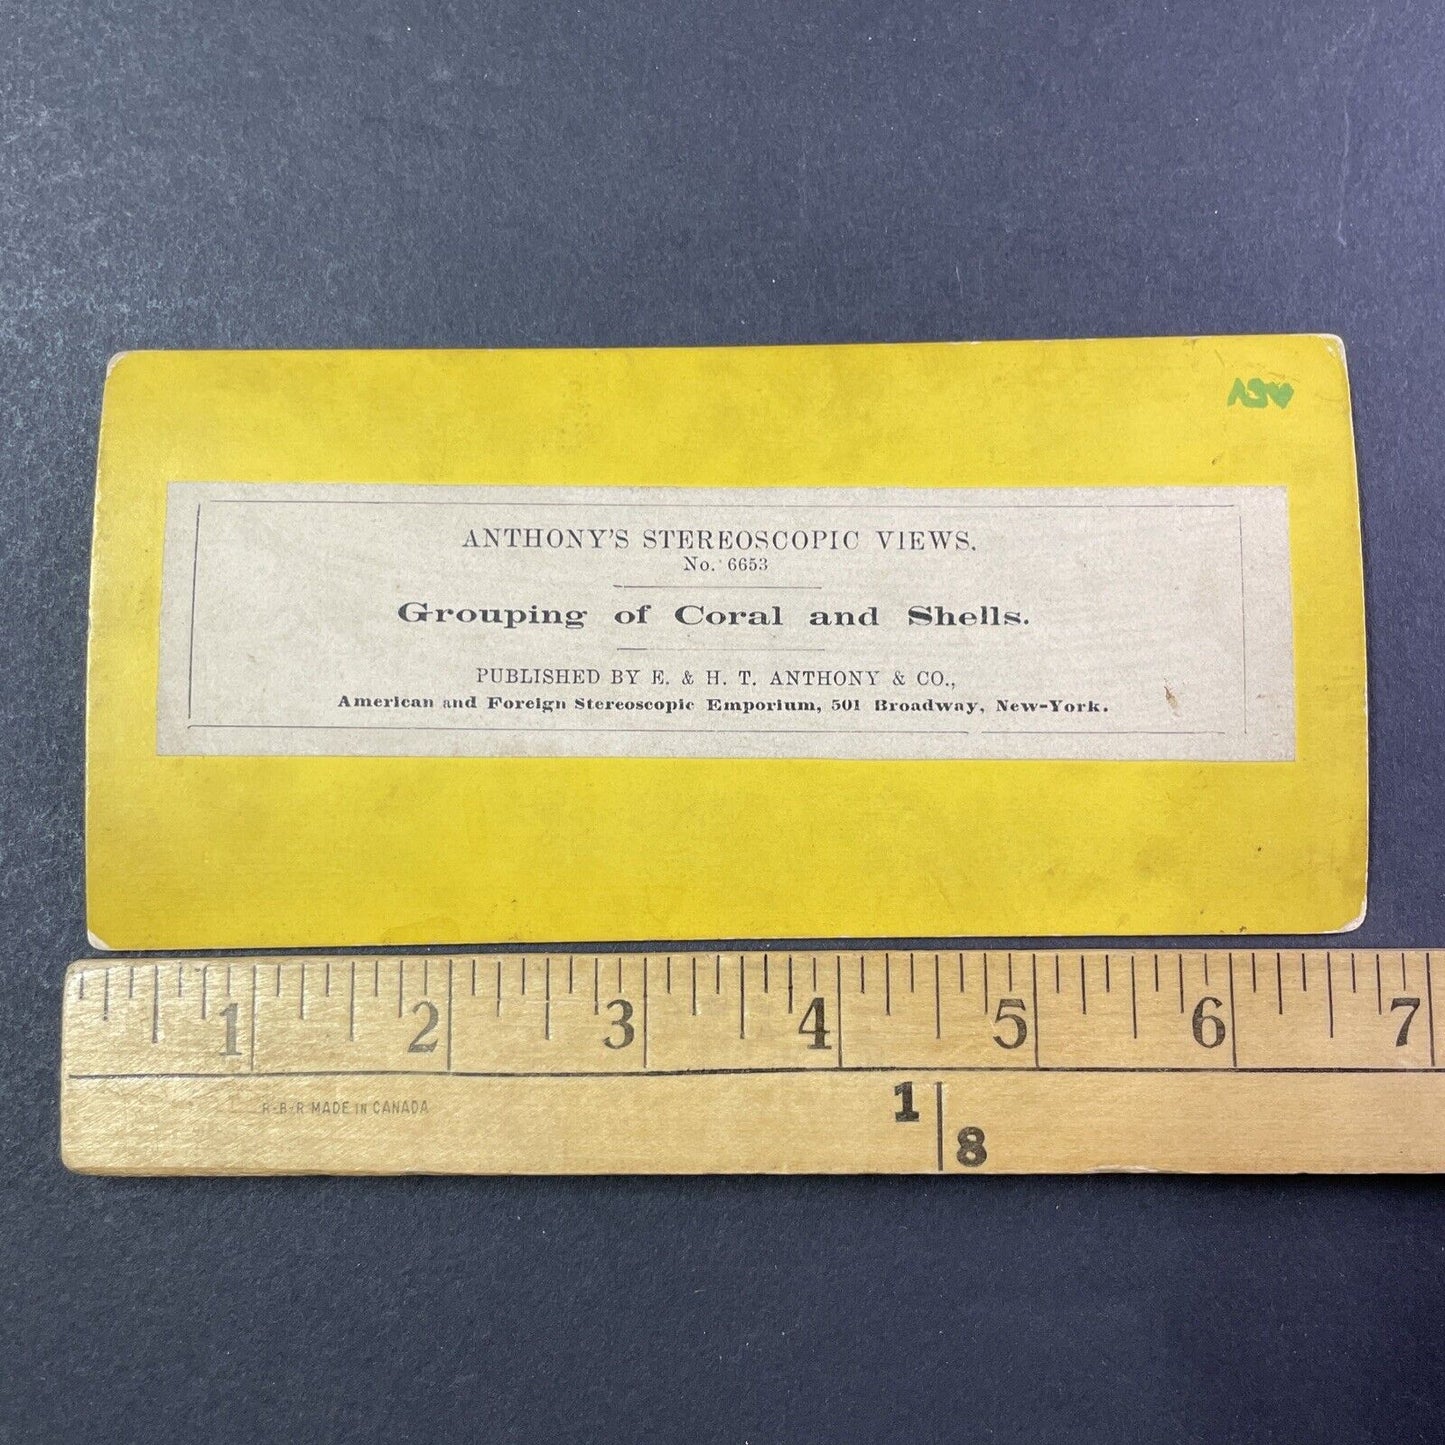 ANTHONY'S STEREOSCOPIC VIEWS.
No. 6653
Grouping of Coral and Shells.
PUBLISHED BY E. & H. T. ANTHONY & CO.,
American and Foreign Stereoscopic Emporium, 501 Broadway, New-York.
1 2 3 4 5 6 7
R-B-R MADE IN CANADA
1
8